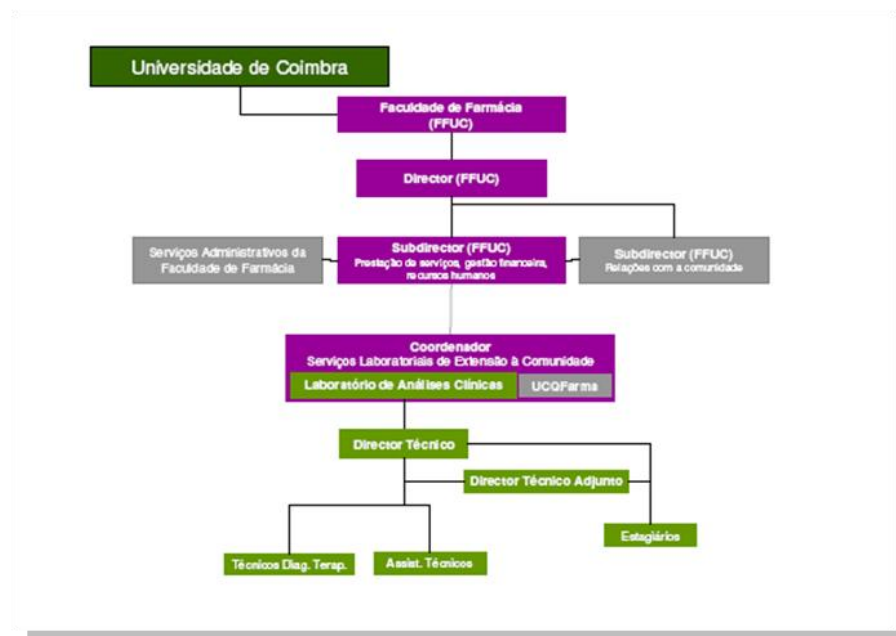 Universidade de Coimbra
Faculdade de Farmácia
(FFUC)
Director (FFUC)
Serviços Administrativos da
Faculdade de Farmácia
Subdirector (FFUC)
Prestação de serviços, gestão financeira,
recursos humanos
Subdirector (FFUC)
Relações com a comunidade
Coordenador
Serviços Laboratoriais de Extensão à Comunidade
Laboratório de Análises Clínicas
UCQFarma
Director Técnico
Director Técnico Adjunto
Estagiários
Técnicos Diag. Terap.
Assist. Técnicos